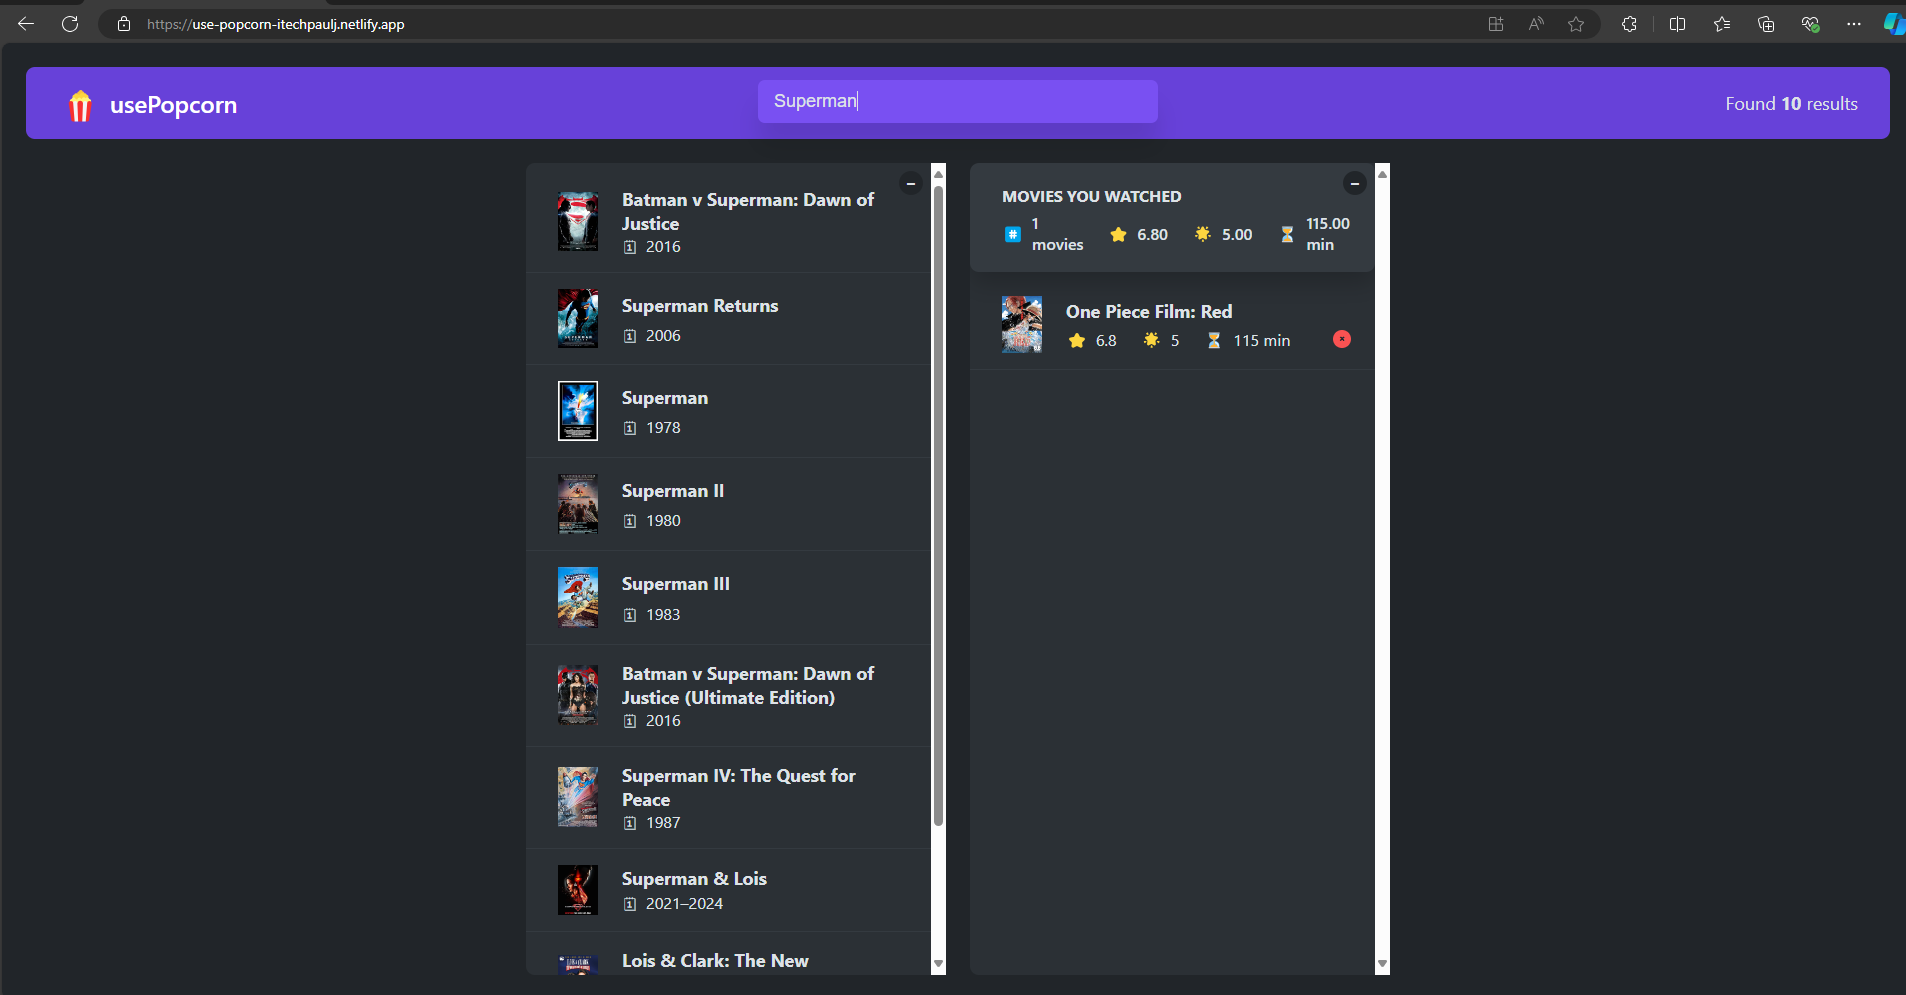 https://use-popcorn-itechpaulj.netlify.app
usePopcorn
Superman
Found 10 results
Batman v Superman: Dawn of
Justice
2016
Superman Returns
2006
Superman
1978
Superman II
1980
Superman III
1983
Batman v Superman: Dawn of
Justice (Ultimate Edition)
2016
Superman IV: The Quest for
Peace
1987
Superman & Lois
2021–2024
Lois & Clark: The New
MOVIES YOU WATCHED
1
movies
6.80
5.00
115.00
min
One Piece Film: Red
6.8
5
115 min